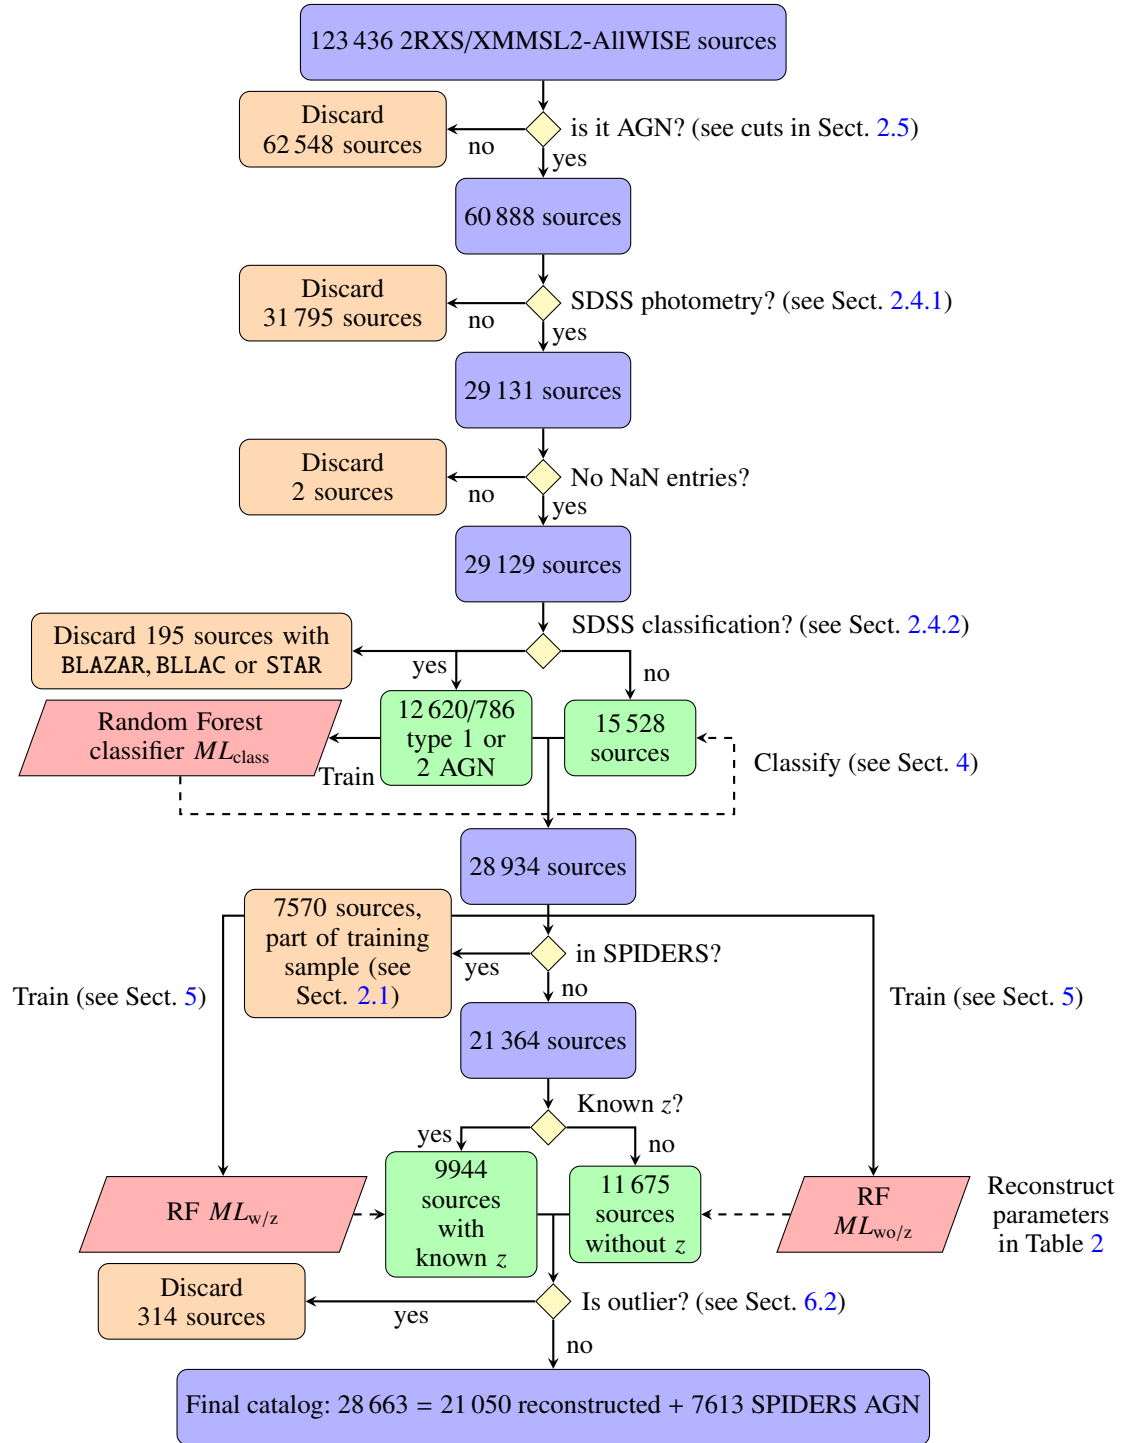 123 436 2RXS/XMMSL2-AllWISE sources
Discard
62 548 sources
no
is it AGN? (see cuts in Sect. 2.5)
yes
60 888 sources
Discard
31 795 sources
no
SDSS photometry? (see Sect. 2.4.1)
yes
29 131 sources
Discard
2 sources
no
No NaN entries?
yes
29 129 sources
SDSS classification? (see Sect. 2.4.2)
Discard 195 sources with
BLAZAR, BLLAC or STAR
yes
no
Random Forest
classifier MLclass
Train
12 620/786
type 1 or
2 AGN
15 528
sources
Classify (see Sect. 4)
28 934 sources
7570 sources,
part of training
sample (see
Sect. 2.1)
yes
in SPIDERS?
no
Train (see Sect. 5)
Train (see Sect. 5)
21 364 sources
Known z?
yes
no
RF MLw/z
9944
sources
with
known z
11 675
sources
without z
RF
MLwo/z
Reconstruct
parameters
in Table 2
Discard
314 sources
yes
Is outlier? (see Sect. 6.2)
no
Final catalog: 28 663 = 21 050 reconstructed + 7613 SPIDERS AGN